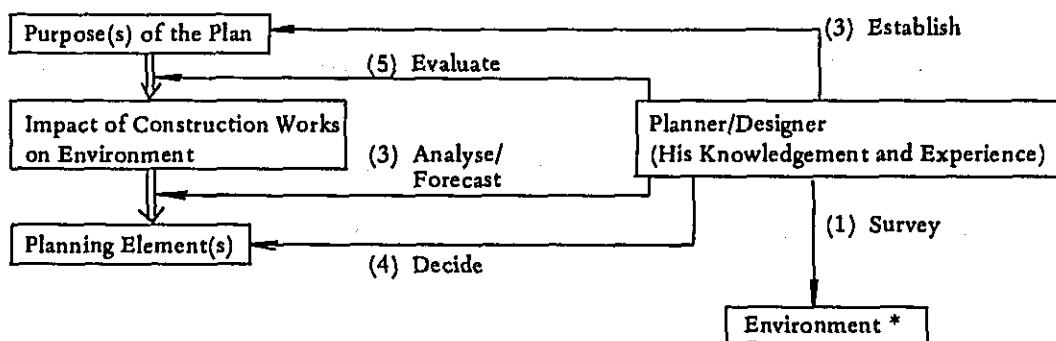 Purpose(s) of the Plan
(3) Establish
(5) Evaluate
Impact of Construction Works
on Environment
Planner/Designer
(His Knowledgement and Experience)
(3) Analyse/
Forecast
(1) Survey
Planning Element(s)
(4) Decide
Environment *